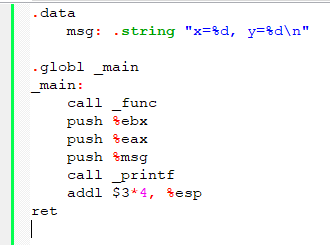 .data
msg: .string "x=%d, y=%d\n"
.globl _main
_main:
call _func
push %ebx
push %eax
push %msg
call _printf
addl $3*4, %esp
ret